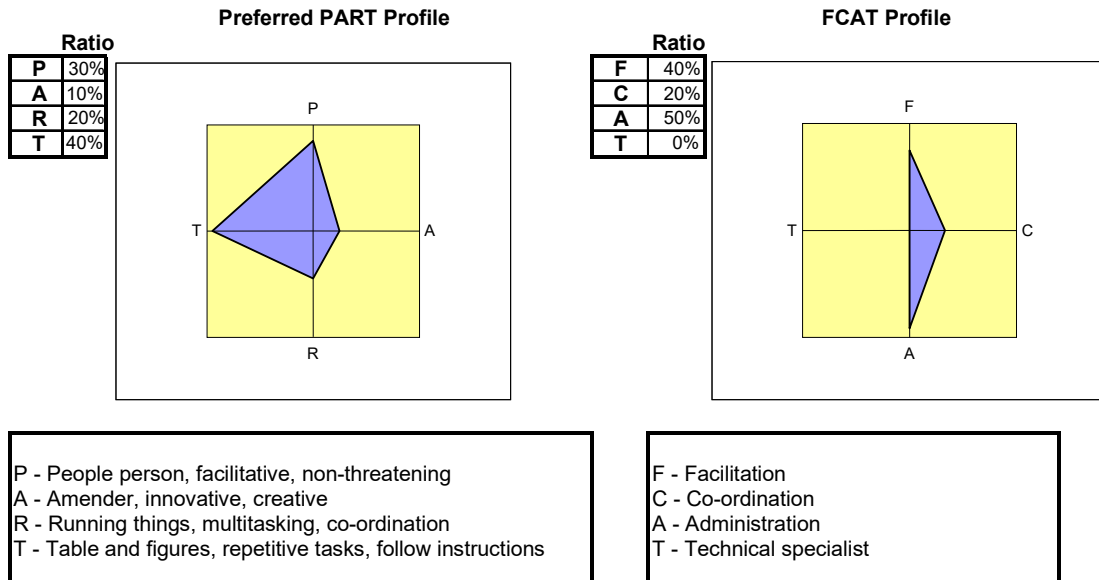 Preferred PART Profile
Ratio
P 30%
A 10%
R 20%
T 40%
P
T
A
R
P - People person, facilitative, non-threatening
A - Amender, innovative, creative
R - Running things, multitasking, co-ordination
T - Table and figures, repetitive tasks, follow instructions
FCAT Profile
Ratio
F 40%
C 20%
A 50%
T 0%
F
T
C
A
F - Facilitation
C - Co-ordination
A - Administration
T - Technical specialist